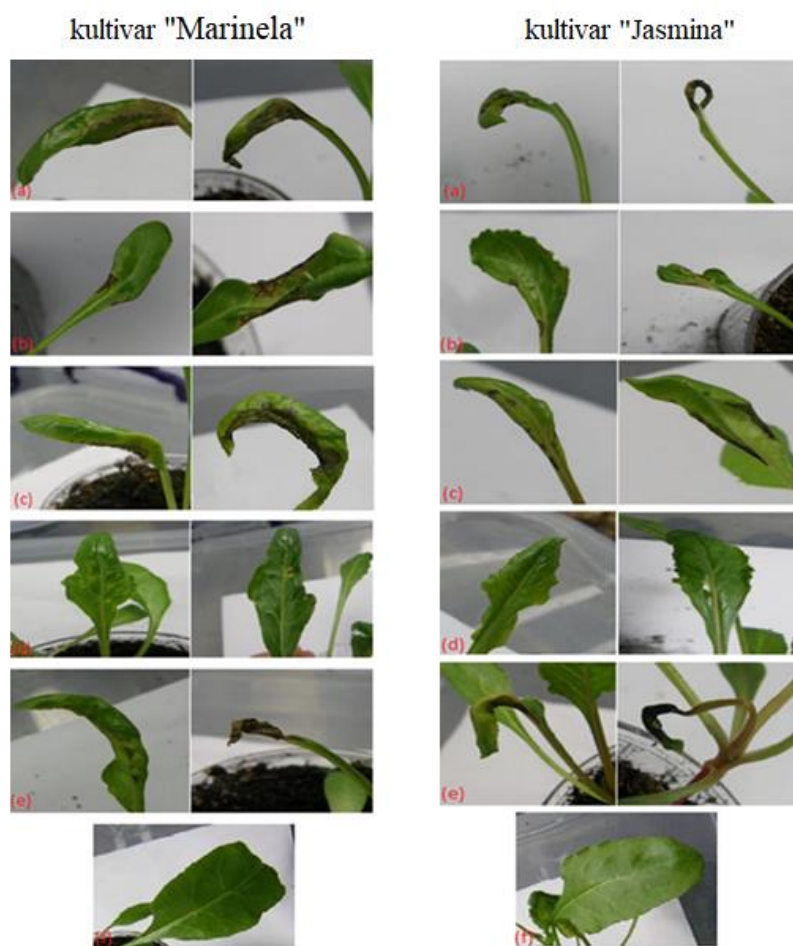 kultivar "Marinela"
kultivar "Jasmina"
(a)
(a)
(b)
(b)
(c)
(c)
(d)
(d)
(e)
(e)
(f)